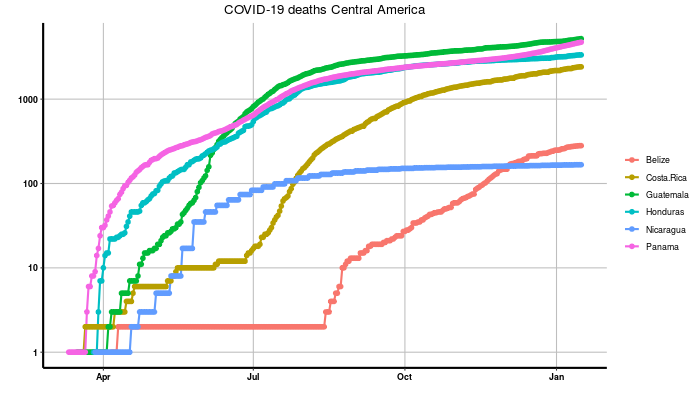 COVID-19 deaths Central America
1000
100
10
1
Apr
Jul
Oct
Jan
Belize
Costa.Rica
Guatemala
Honduras
Nicaragua
Panama